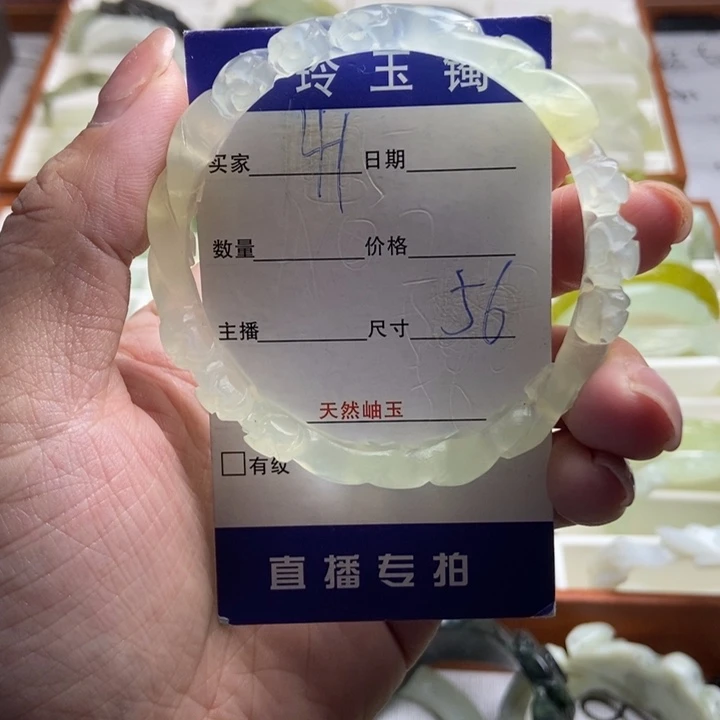 玲玉镯
买家 41 日期
数量 价格
主播 尺寸 56
天然岫玉
有纹
直播专拍